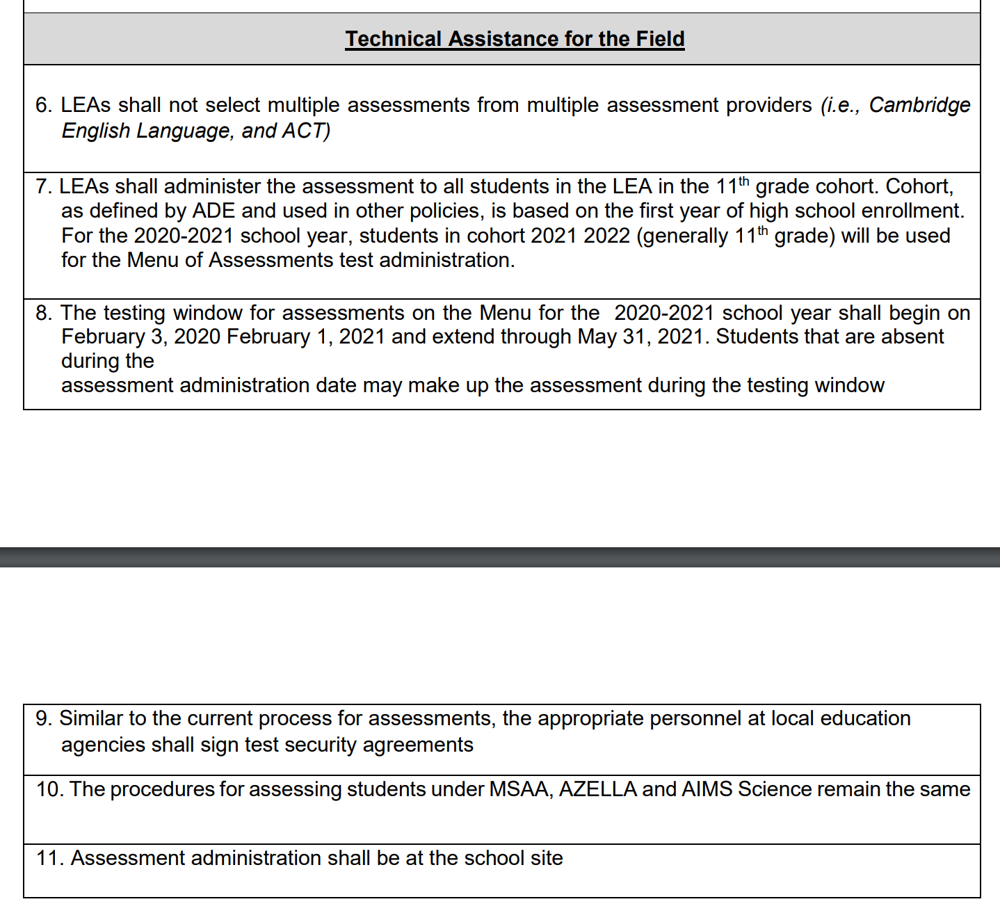 Technical Assistance for the Field
6. LEAs shall not select multiple assessments from multiple assessment providers (i.e., Cambridge
English Language, and ACT)
7. LEAs shall administer the assessment to all students in the LEA in the 11th grade cohort. Cohort,
as defined by ADE and used in other policies, is based on the first year of high school enrollment.
For the 2020-2021 school year, students in cohort 2021 2022 (generally 11th grade) will be used
for the Menu of Assessments test administration.
8. The testing window for assessments on the Menu for the 2020-2021 school year shall begin on
February 3, 2020 February 1, 2021 and extend through May 31, 2021. Students that are absent
during the
assessment administration date may make up the assessment during the testing window
9. Similar to the current process for assessments, the appropriate personnel at local education
agencies shall sign test security agreements
10. The procedures for assessing students under MSAA, AZELLA and AIMS Science remain the same
11. Assessment administration shall be at the school site